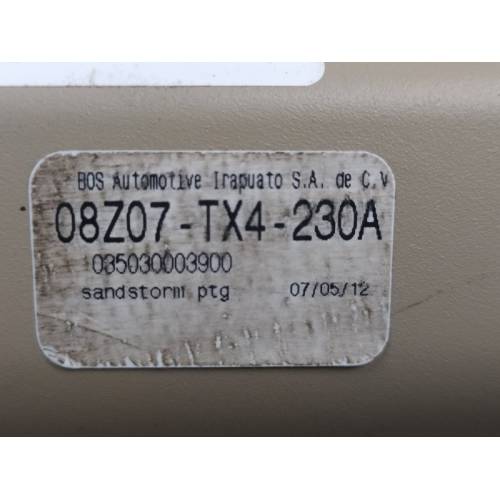 BOS Automotive Irapuato S.A. de C.V
08Z07-TX4-230A
035030003900
sandstorm ptg 07/05/12